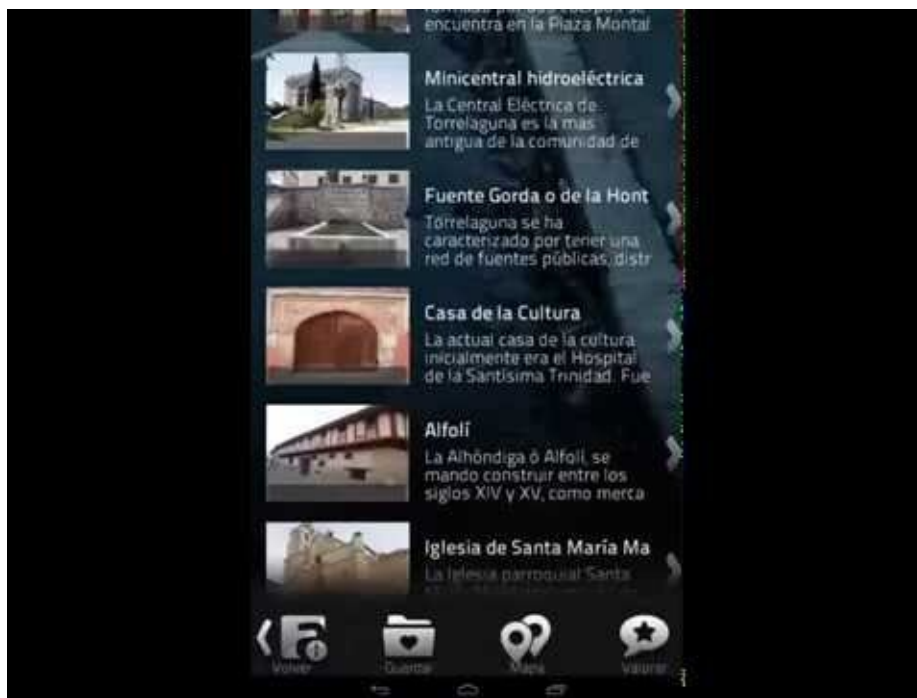 encuentra en la Plaza Montal
Minicentral hidroeléctrica
La Central Eléctrica de
Torrelaguna es la mas
antigua de la comunidad de
Fuente Gorda o de la Hont
Torrelaguna se ha
caracterizado por tener una
red de fuentes públicas, distr
Casa de la Cultura
La actual casa de la cultura
inicialmente era el Hospital
de la Santísima Trinidad. Fue
Alfolí
La Alhóndiga ó Alfolí, se
mando construir entre los
siglos XIV y XV, como merca
Iglesia de Santa María Ma
La Iglesia parroquial Santa
Volver
Guardar
Mapa
Valorar